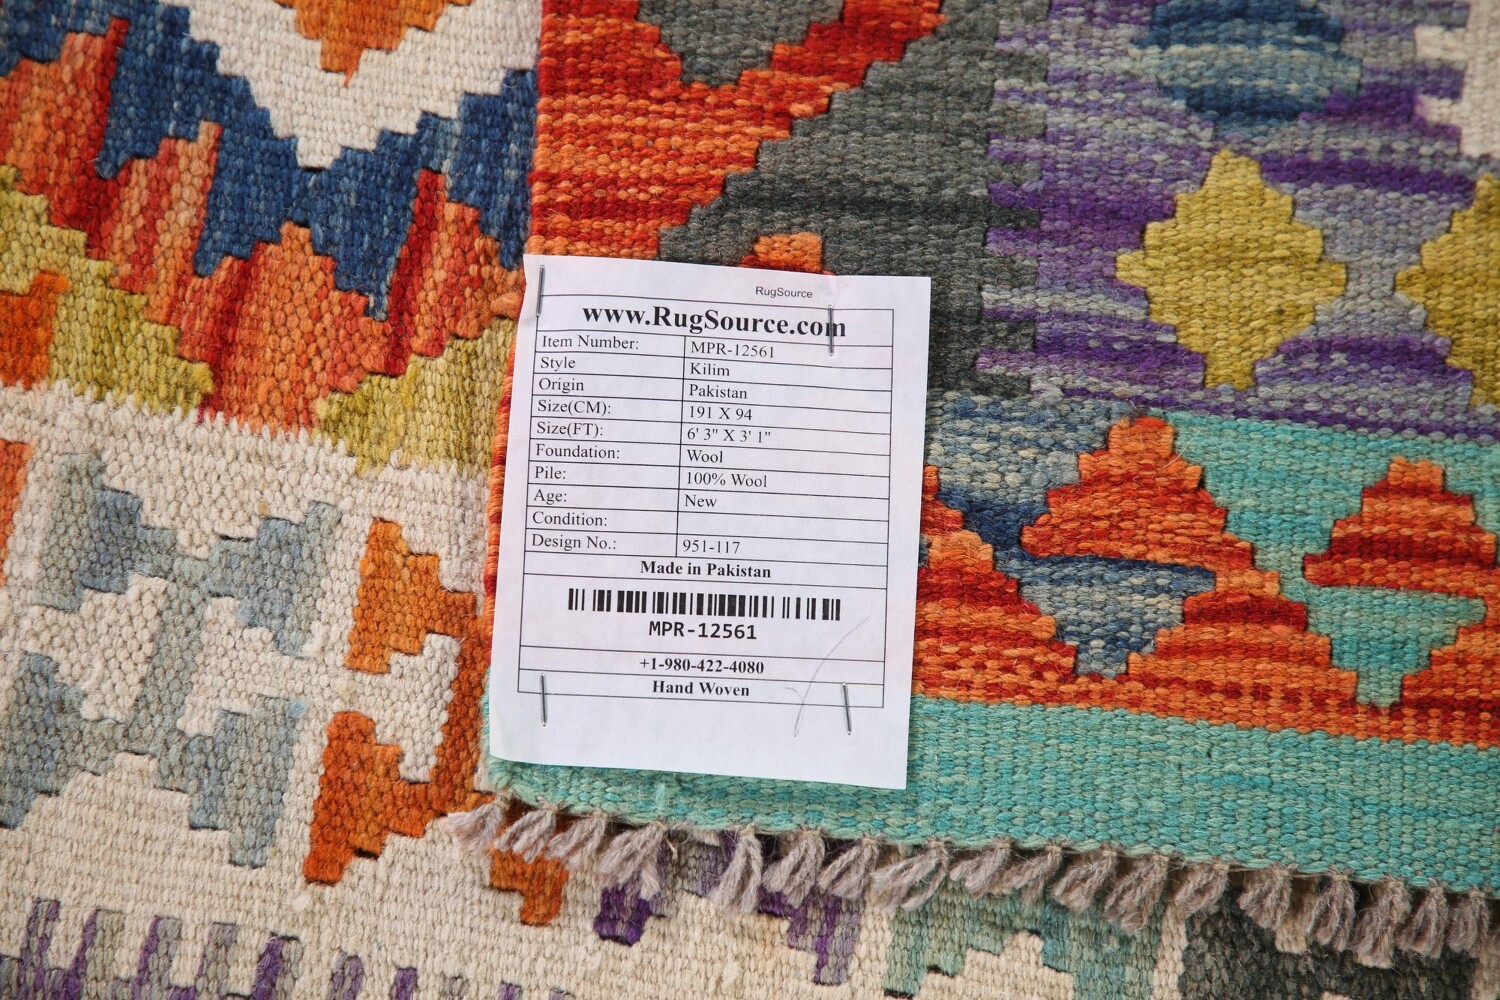 RugSource
www.RugSource.com
Item Number: MPR-12561
Style Kilim
Origin Pakistan
Size(CM): 191 X 94
Size(FT): 6' 3" X 3' 1"
Foundation: Wool
Pile: 100% Wool
Age: New
Condition:
Design No.: 951-117
Made in Pakistan
MPR-12561
+1-980-422-4080
Hand Woven